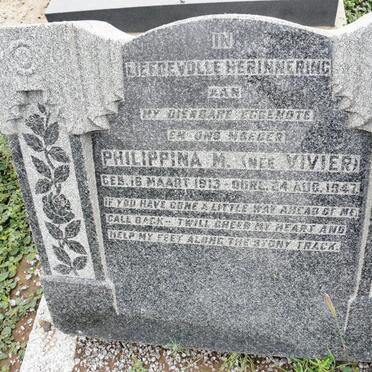 IN
LIEFDEVOLLE HERINNERING
AAN
MY DIERBARE EGGENOTE
EN ONS MOEDER
PHILIPPINA M. (NEE VIVIER)
GEB. 16 MAART 1913 - OORL. 24 AUG. 1947.
IF YOU HAVE GONE A LITTLE WAY AHEAD OF ME
CALL BACK - TWILL CHEER MY HEART AND
HELP MY FEET ALONG THE STONY TRACK.